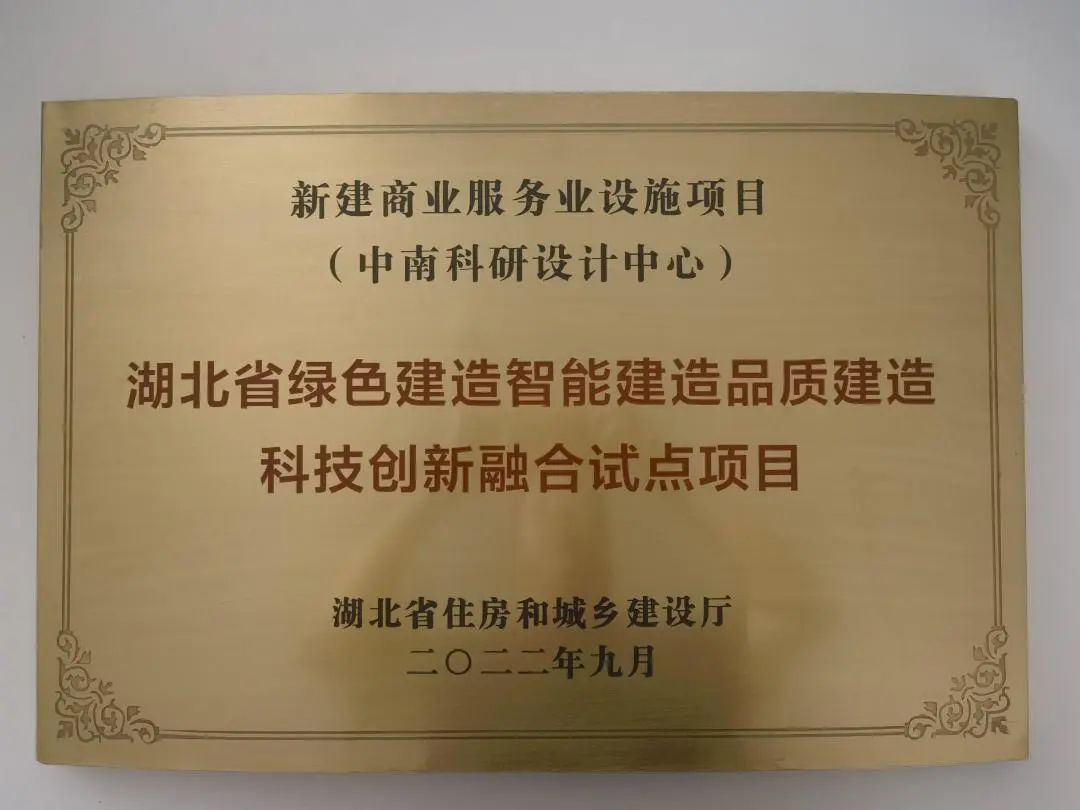 新建商业服务业设施项目
（中南科研设计中心）
湖北省绿色建造智能建造品质建造
科技创新融合试点项目
湖北省住房和城乡建设厅
二〇二二年九月